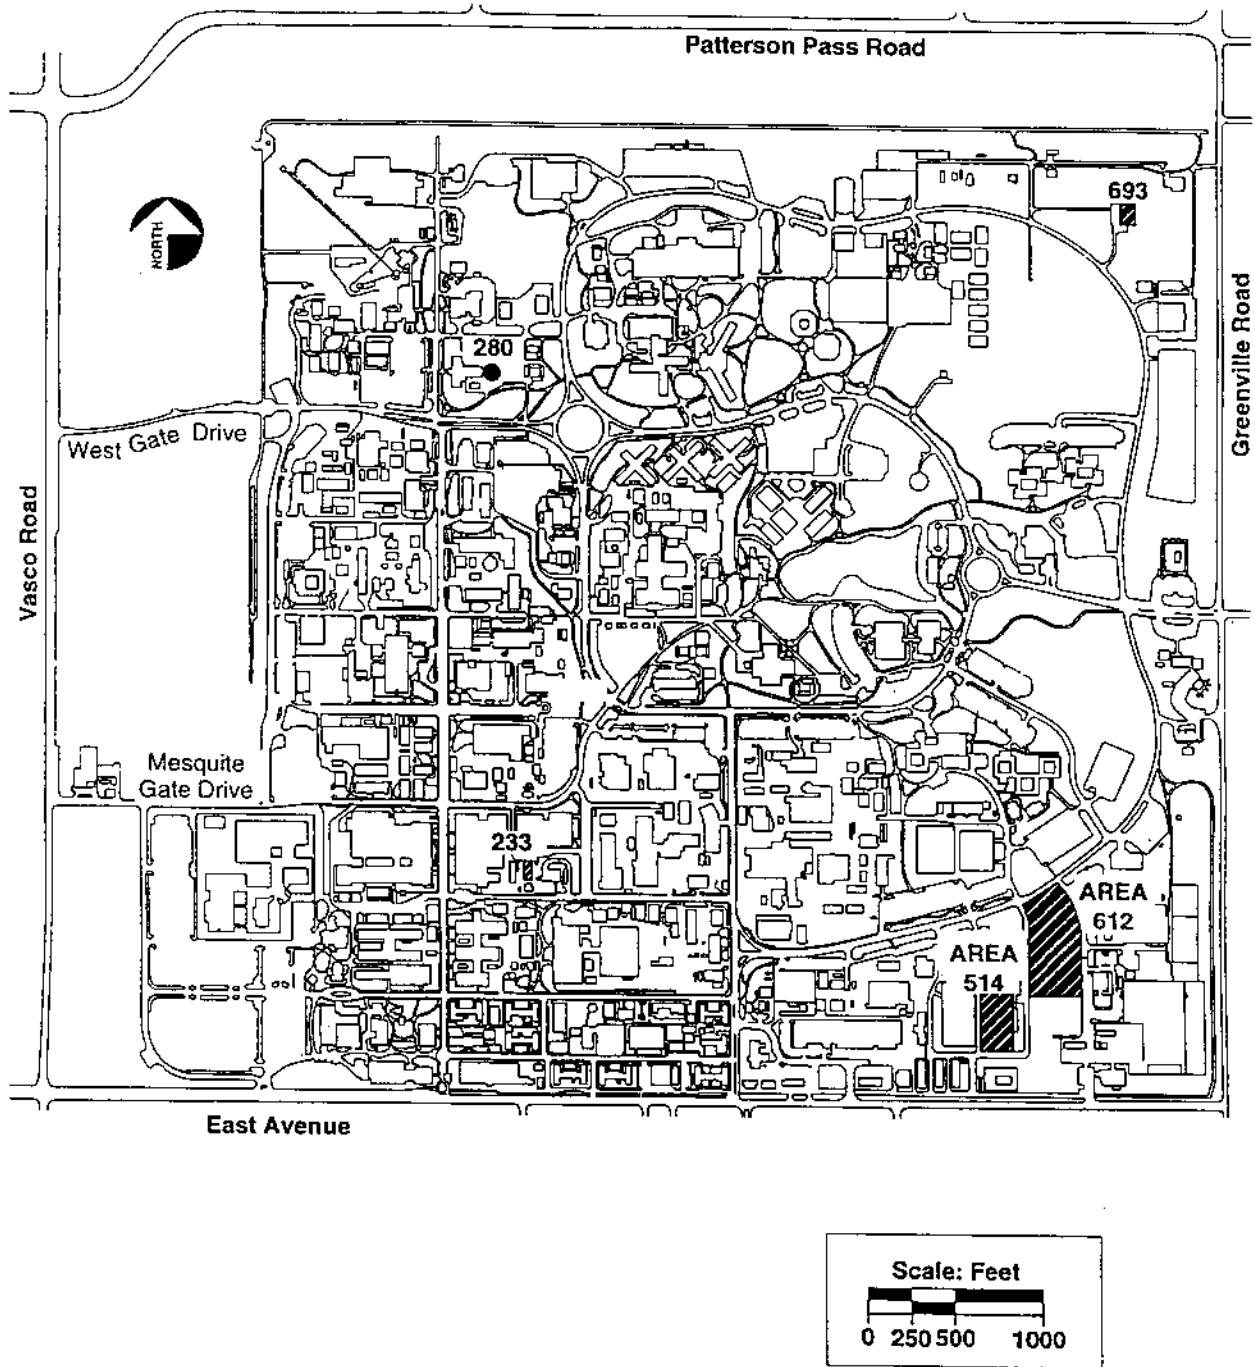 Patterson Pass Road
693
NORTH
280
Greenville Road
West Gate Drive
Vasco Road
Mesquite
Gate Drive
233
AREA
612
AREA
514
East Avenue
Scale: Feet
0 250 500 1000